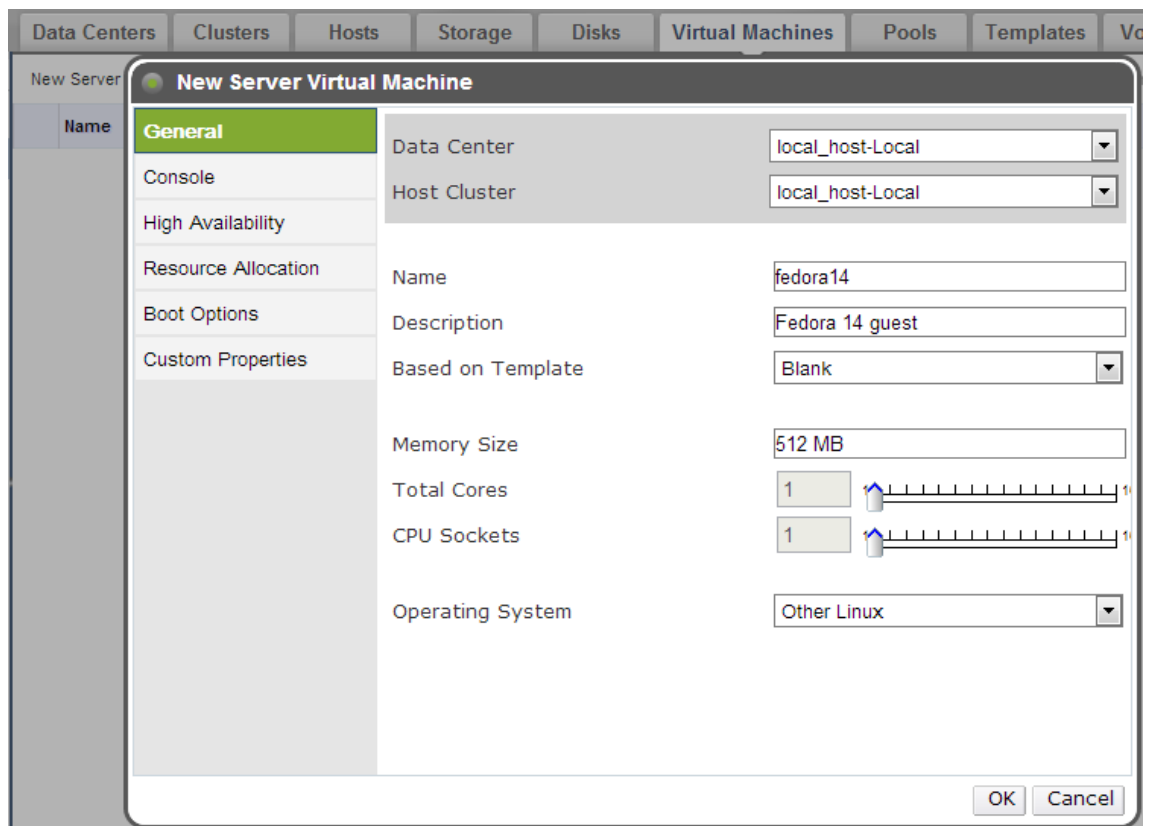 Data Centers Clusters Hosts Storage Disks Virtual Machines Pools Templates
New Server
New Server Virtual Machine
Name
General
Console
High Availability
Resource Allocation
Boot Options
Custom Properties
Data Center local_host-Local
Host Cluster local_host-Local
Name fedora14
Description Fedora 14 guest
Based on Template Blank
Memory Size 512 MB
Total Cores 1
CPU Sockets 1
Operating System Other Linux
OK Cancel